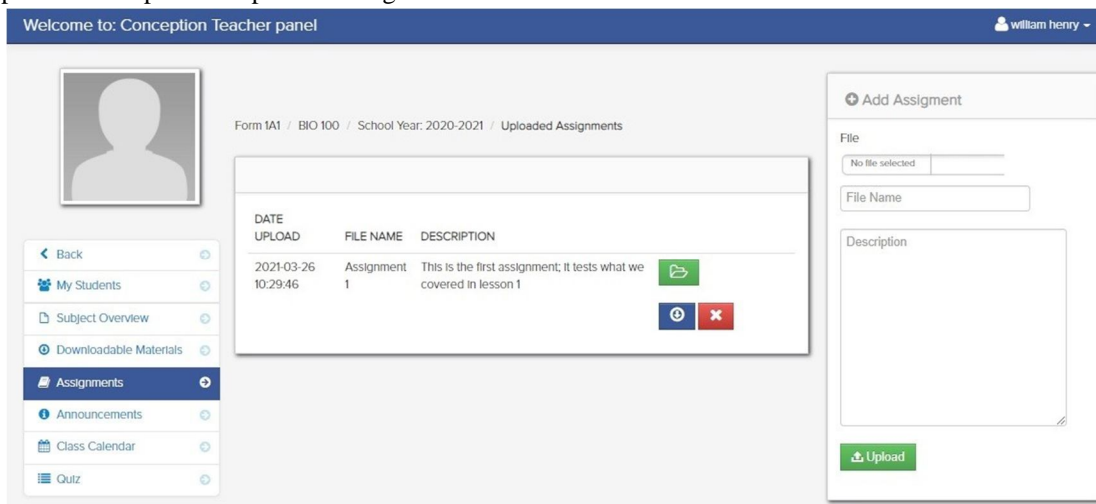 Welcome to: Conception Teacher panel
william henry
Form 1A1 / BIO 100 / School Year: 2020-2021 / Uploaded Assignments
DATE UPLOAD FILE NAME DESCRIPTION
2021-03-26 Assignment This is the first assignment; it tests what we
10:29:46 1 covered in lesson 1
Back
My Students
Subject Overview
Downloadable Materials
Assignments
Announcements
Class Calendar
Quiz
Add Assigment
File
No file selected
File Name
Description
Upload